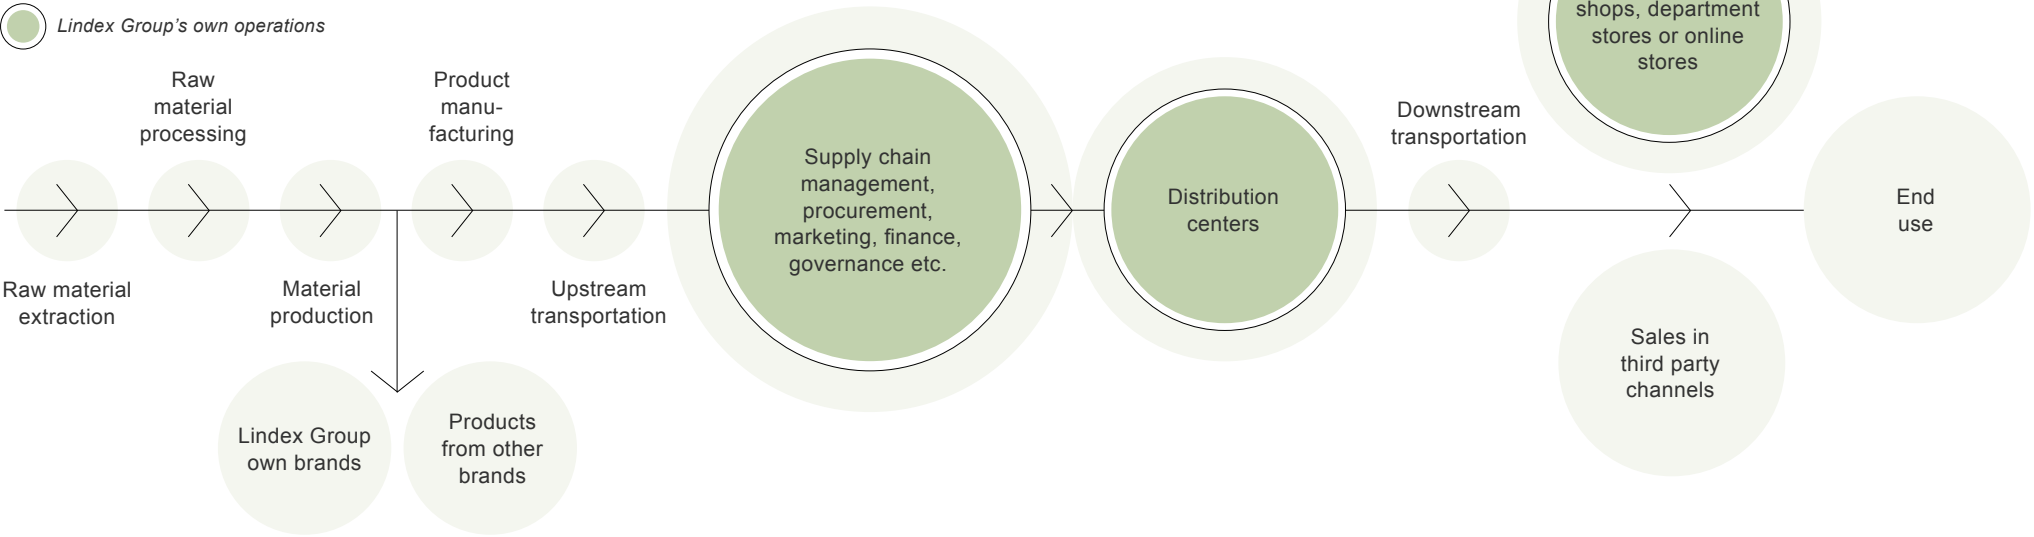 Lindex Group's own operations
shops, department
stores or online
stores
Raw
material
processing
Product
manu-
facturing
Downstream
transportation
Supply chain
management,
procurement,
marketing, finance,
governance etc.
Distribution
centers
End
use
Raw material
extraction
Material
production
Upstream
transportation
Sales in
third party
channels
Lindex Group
own brands
Products
from other
brands